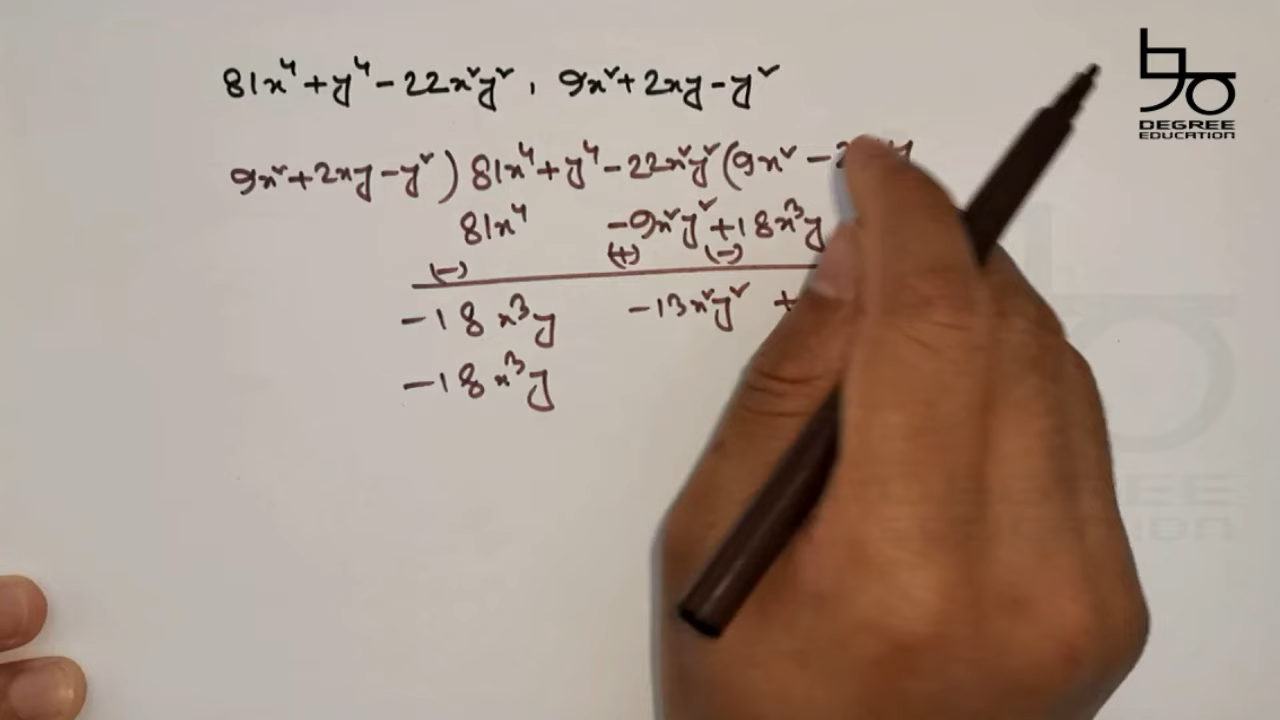 81x⁴ + y⁴ - 22x²y², 9x² + 2xy - y²
9x² + 2xy - y² ) 81x⁴ + y⁴ - 22x²y² ( 9x² - 2xy
81x⁴ - 9x²y² + 18x³y
(-) (+) (-)
-18x³y -13x²y² +
-18x³y
DEGREE
EDUCATION